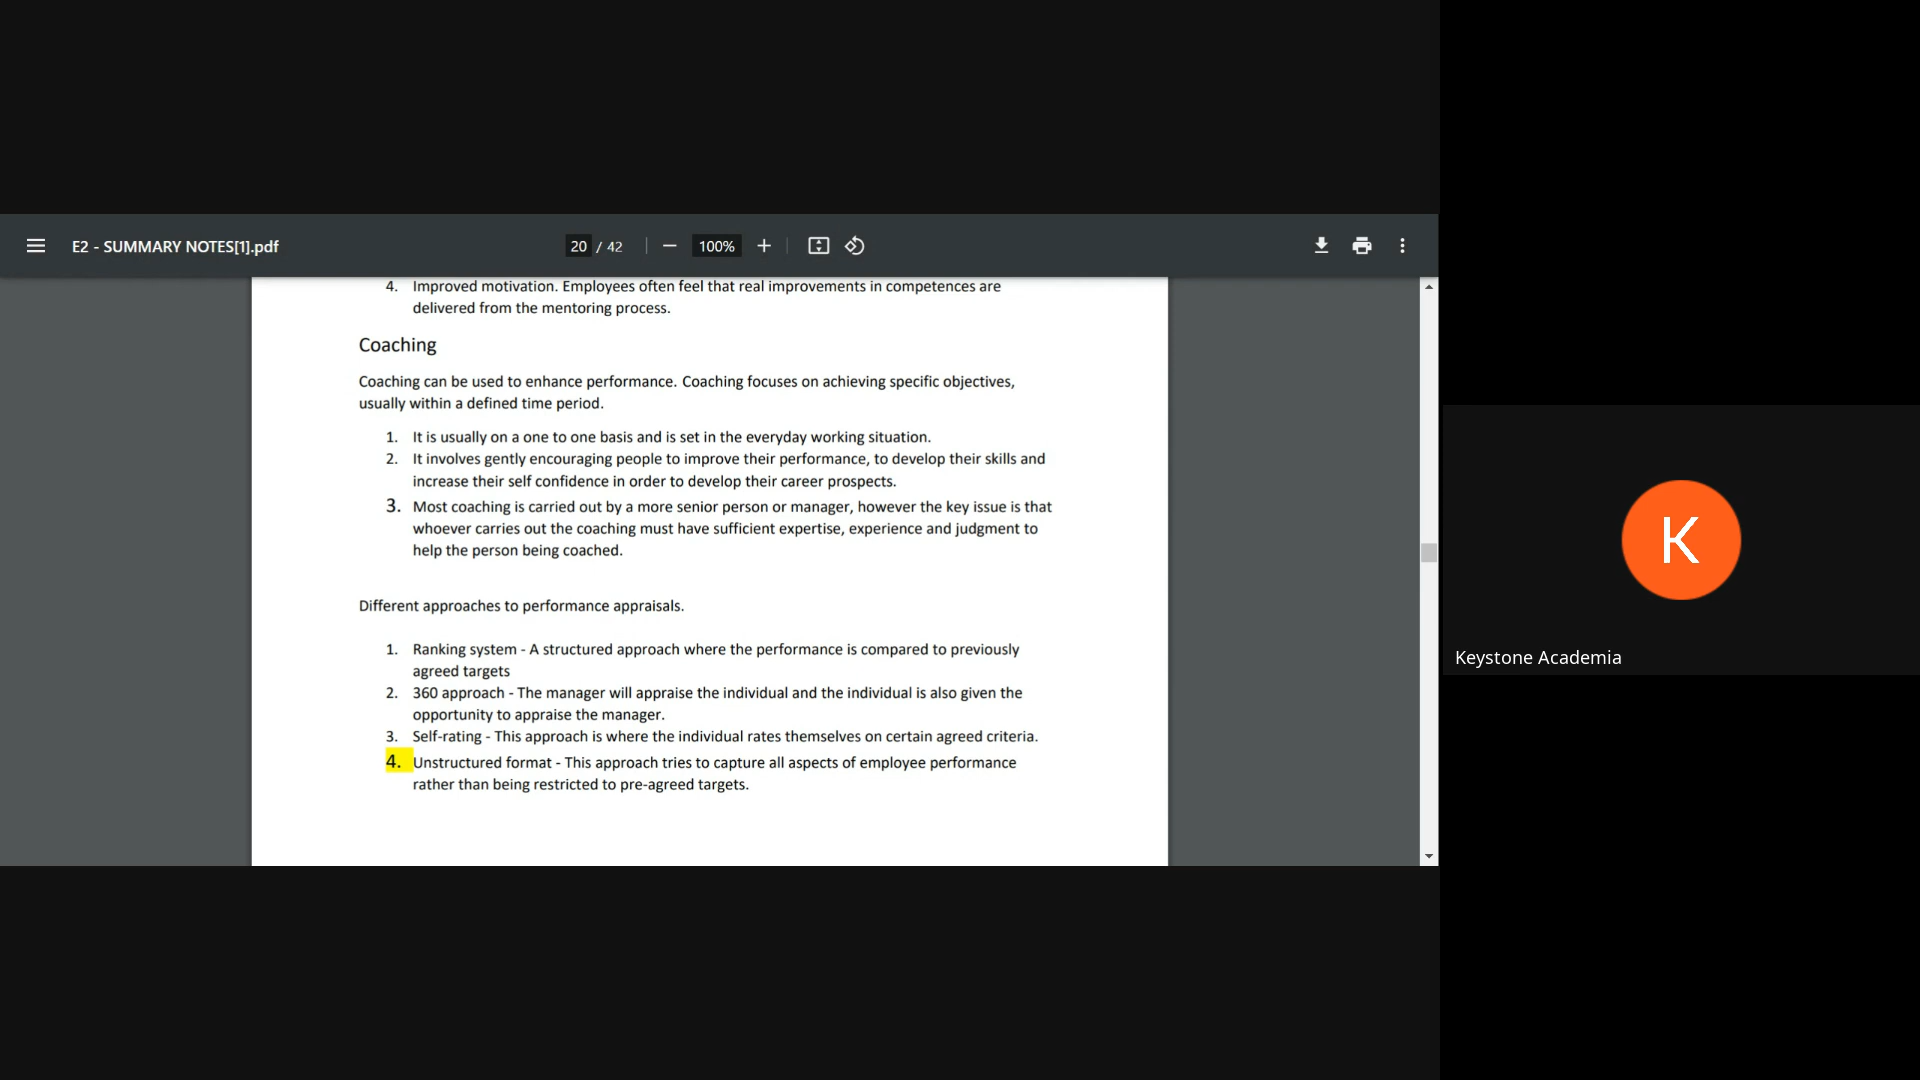 E2 - SUMMARY NOTES[1].pdf
20 / 42
100%
4. Improved motivation. Employees often feel that real improvements in competences are
delivered from the mentoring process.
Coaching
Coaching can be used to enhance performance. Coaching focuses on achieving specific objectives,
usually within a defined time period.
1. It is usually on a one to one basis and is set in the everyday working situation.
2. It involves gently encouraging people to improve their performance, to develop their skills and
increase their self confidence in order to develop their career prospects.
3. Most coaching is carried out by a more senior person or manager, however the key issue is that
whoever carries out the coaching must have sufficient expertise, experience and judgment to
help the person being coached.
Different approaches to performance appraisals.
1. Ranking system - A structured approach where the performance is compared to previously
agreed targets
2. 360 approach - The manager will appraise the individual and the individual is also given the
opportunity to appraise the manager.
3. Self-rating - This approach is where the individual rates themselves on certain agreed criteria.
4. Unstructured format - This approach tries to capture all aspects of employee performance
rather than being restricted to pre-agreed targets.
K
Keystone Academia